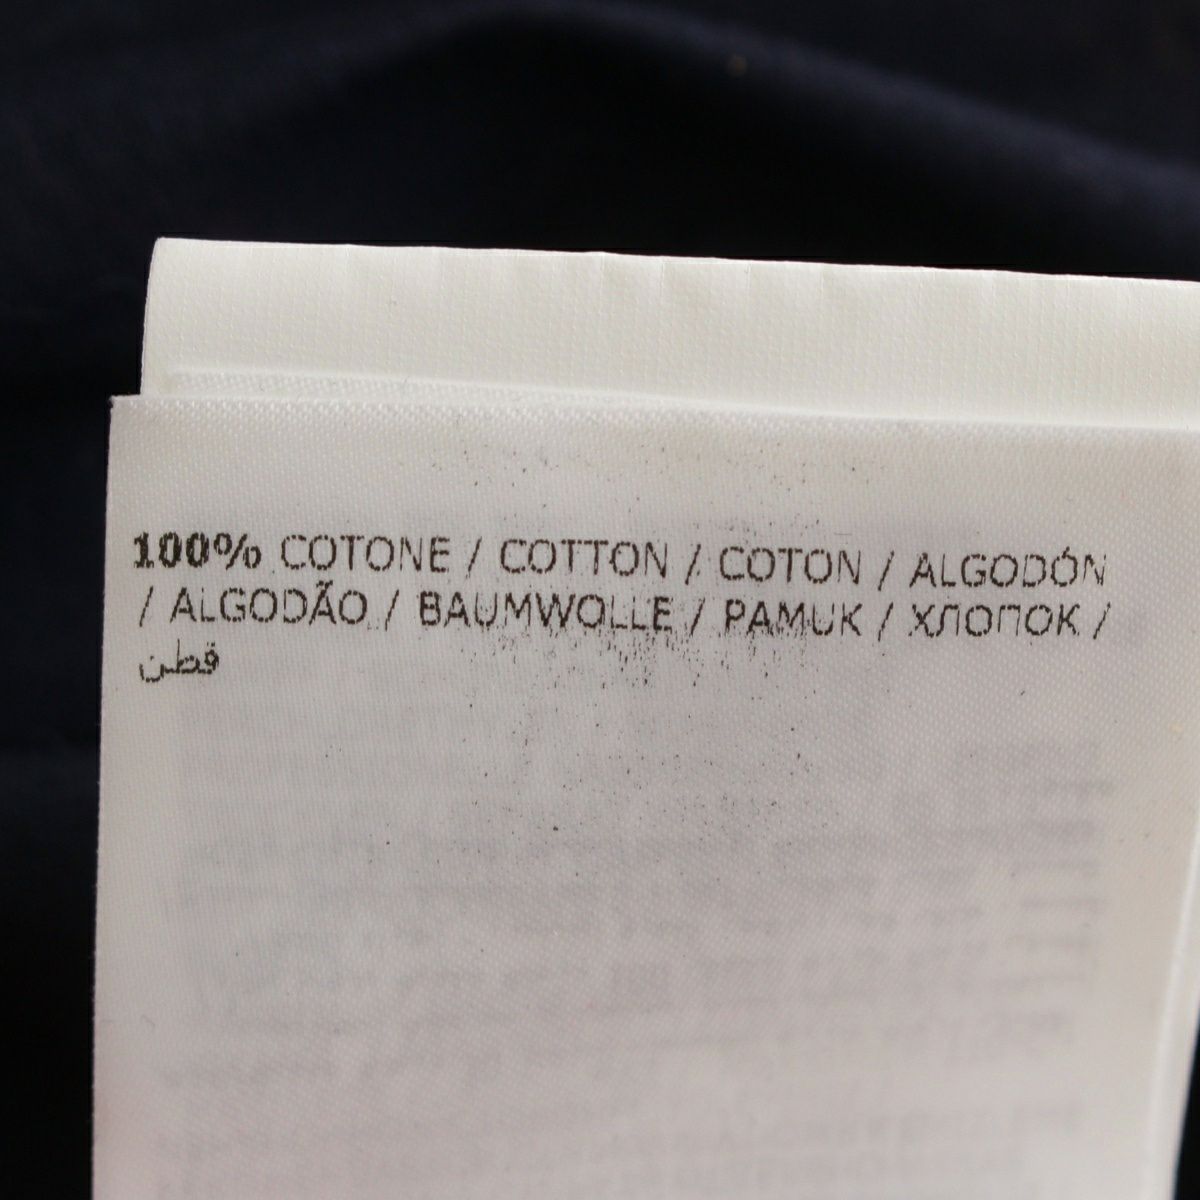 100% COTONE / COTTON / COTON / ALGODÓN
/ ALGODÃO / BAUMWOLLE / PAMUK / ХЛОПОК /
قطن